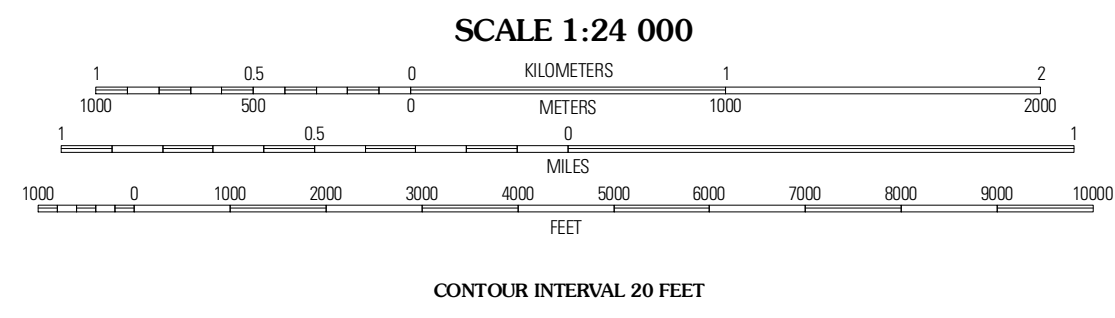 SCALE 1:24 000
1 0.5 0 KILOMETERS 1 2
1000 500 0 METERS 1000 2000
1 0.5 0 1
MILES
1000 0 1000 2000 3000 4000 5000 6000 7000 8000 9000 10000
FEET
CONTOUR INTERVAL 20 FEET